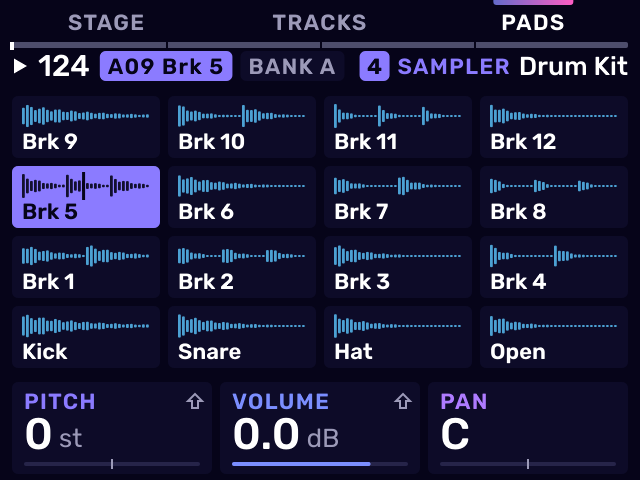 STAGE TRACKS PADS
124 A09 Brk 5 BANK A 4 SAMPLER Drum Kit
Brk 9 Brk 10 Brk 11 Brk 12
Brk 5 Brk 6 Brk 7 Brk 8
Brk 1 Brk 2 Brk 3 Brk 4
Kick Snare Hat Open
PITCH VOLUME PAN
0 st 0.0 dB C